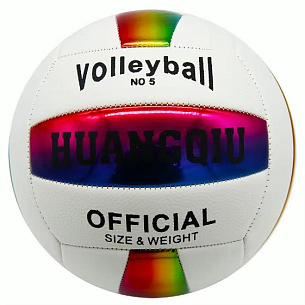 Volleyball
NO 5
HUANGQIU
OFFICIAL
SIZE & WEIGHT